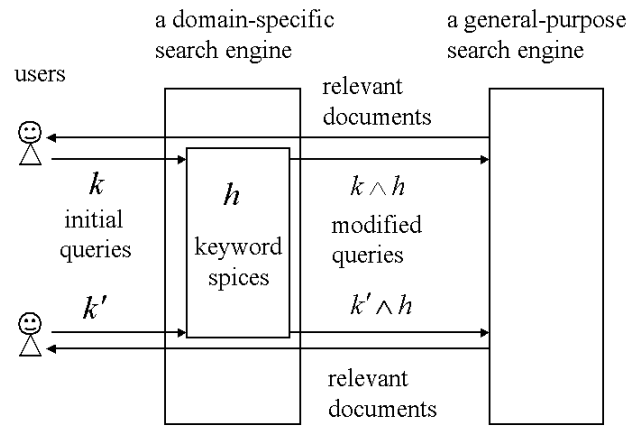 a domain-specific
search engine
a general-purpose
search engine
users
relevant
documents
k
initial
queries
h
keyword
spices
k ∧ h
modified
queries
k′
k′ ∧ h
relevant
documents